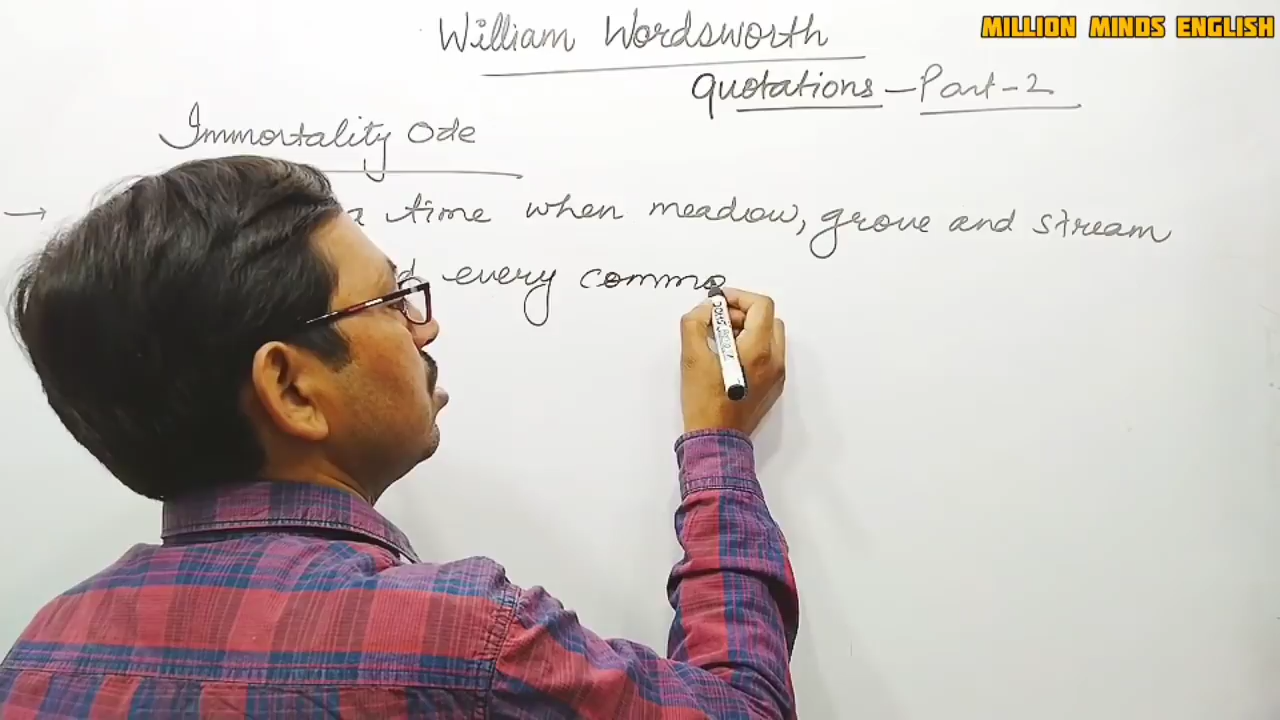 MILLION MINDS ENGLISH
William Wordsworth
Quotations - Part - 2
Immortality Ode
→ a time when meadow, grove and stream
d every commo